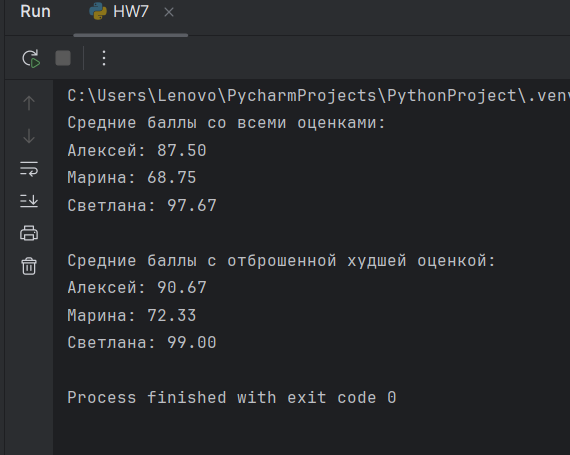 Run HW7
C:\Users\Lenovo\PycharmProjects\PythonProject\.venv
Средние баллы со всеми оценками:
Алексей: 87.50
Марина: 68.75
Светлана: 97.67
Средние баллы с отброшенной худшей оценкой:
Алексей: 90.67
Марина: 72.33
Светлана: 99.00
Process finished with exit code 0